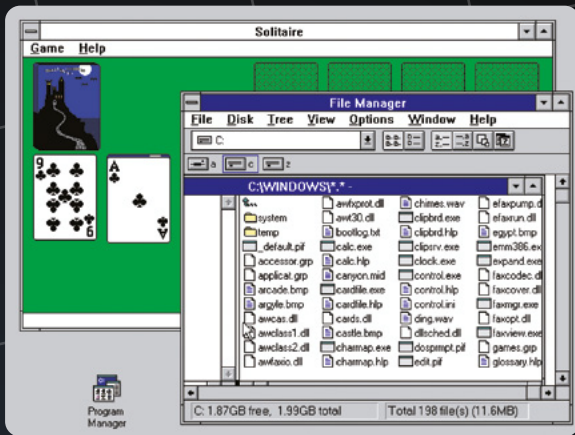 Solitaire
Game Help
9
A
6
A
File Manager
File Disk Tree View Options Window Help
C:
a c z
C:\WINDOWS\*.* -
system
temp
_default.pif
accessor.grp
applicat.grp
arcade.bmp
argyle.bmp
awcas.dll
awclass1.dll
awclass2.dll
awfaxio.dll
awfxprot.dll
awt30.dll
bootlog.txt
calc.exe
calc.hlp
canyon.mid
cardfile.exe
cardfile.hlp
cards.dll
castle.bmp
charmap.exe
charmap.hlp
chimes.wav
clipbrd.exe
clipbrd.hlp
clipsrv.exe
clock.exe
control.exe
control.hlp
control.ini
ding.wav
dllsched.dll
dosprmpt.pif
edit.pif
efaxpump.d
efaxrun.dll
egypt.bmp
emm386.ex
expand.exe
faxcodec.dl
faxcover.dll
faxmgr.exe
faxopt.dll
faxview.exe
games.grp
glossary.hlp
C: 1.87GB free, 1.99GB total
Total 198 file(s) (11.6MB)
Program
Manager